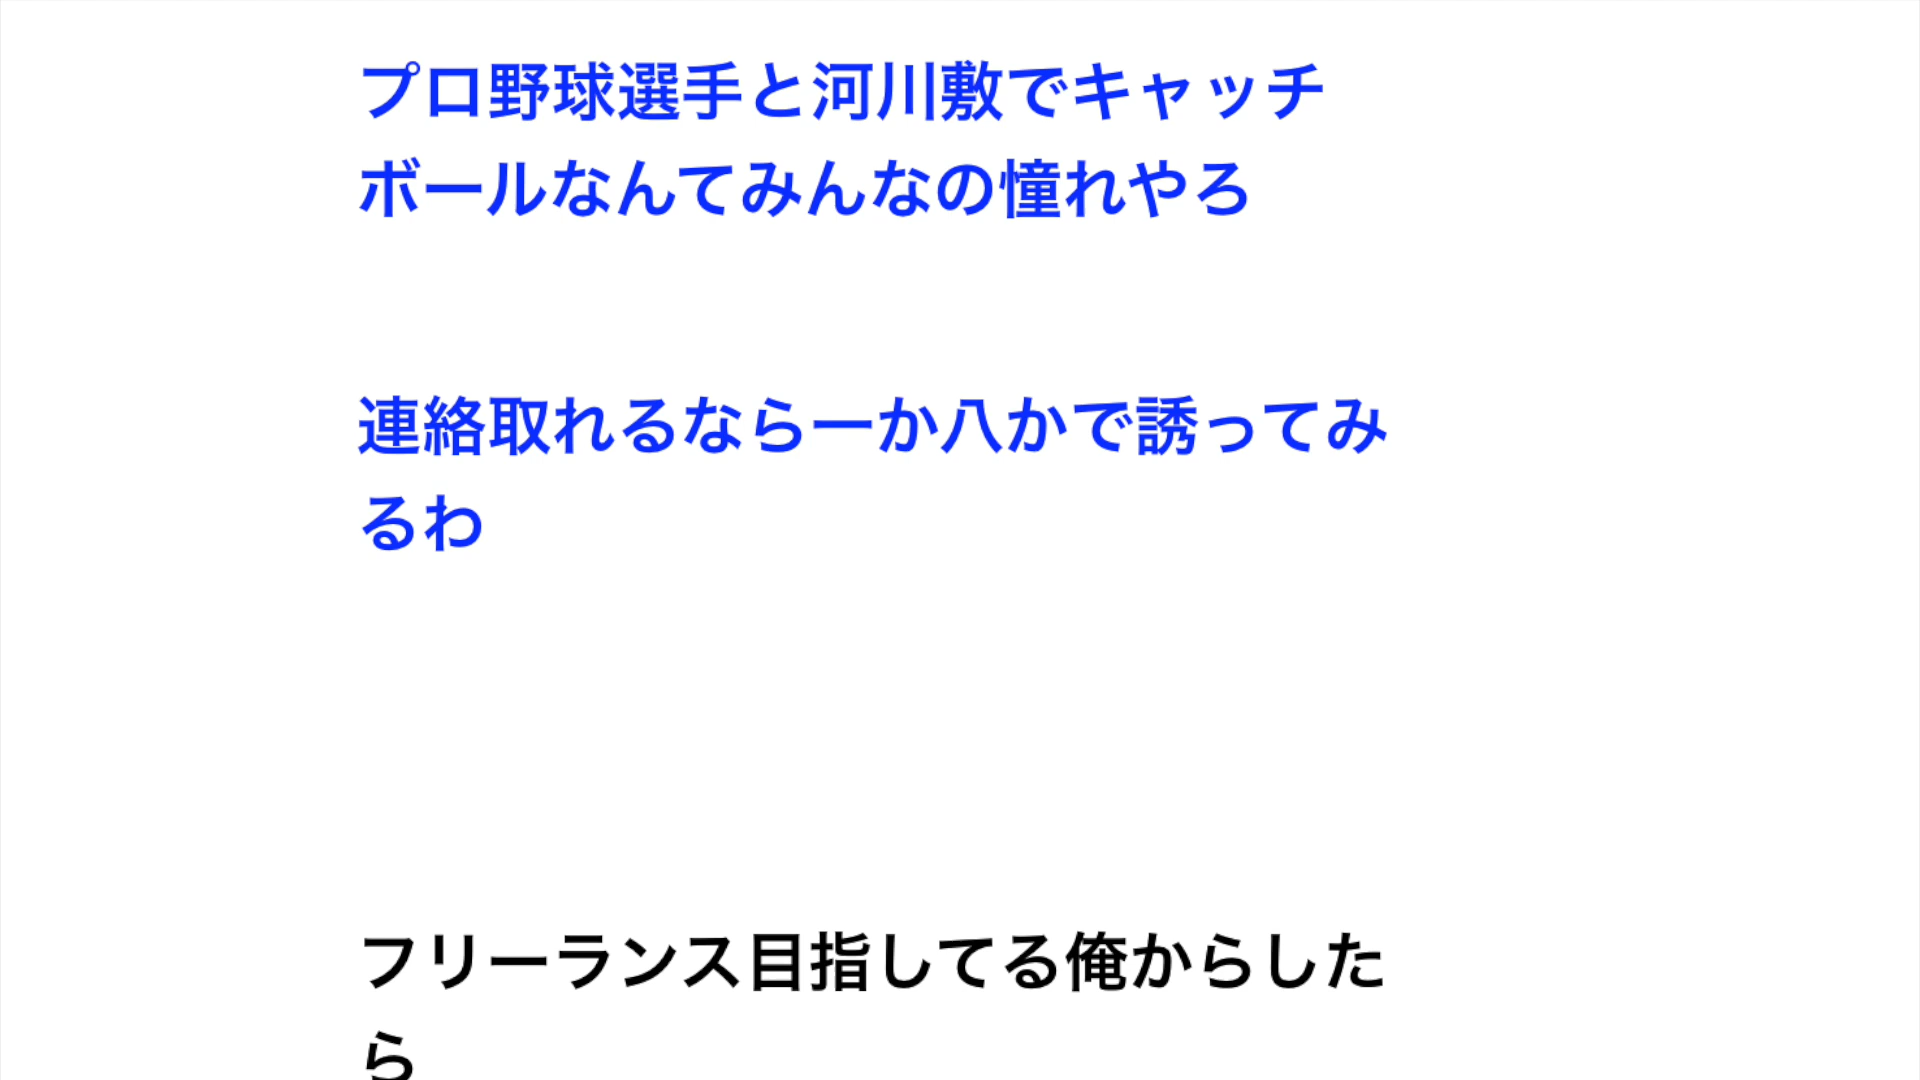 プロ野球選手と河川敷でキャッチ
ボールなんてみんなの憧れやろ
連絡取れるなら一か八かで誘ってみ
るわ
フリーランス目指してる俺からした
ら